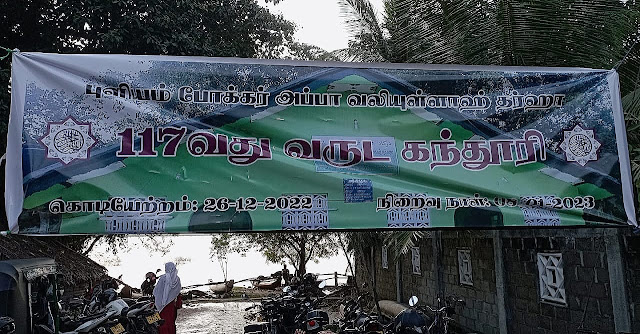 புளியம் போக்கர் அப்பா வலியுள்ளாஹ் தர்ஹா
117வது வருட கந்தூரி
கொடியேற்றம்: 26-12-2022 நிறைவு நாள்: